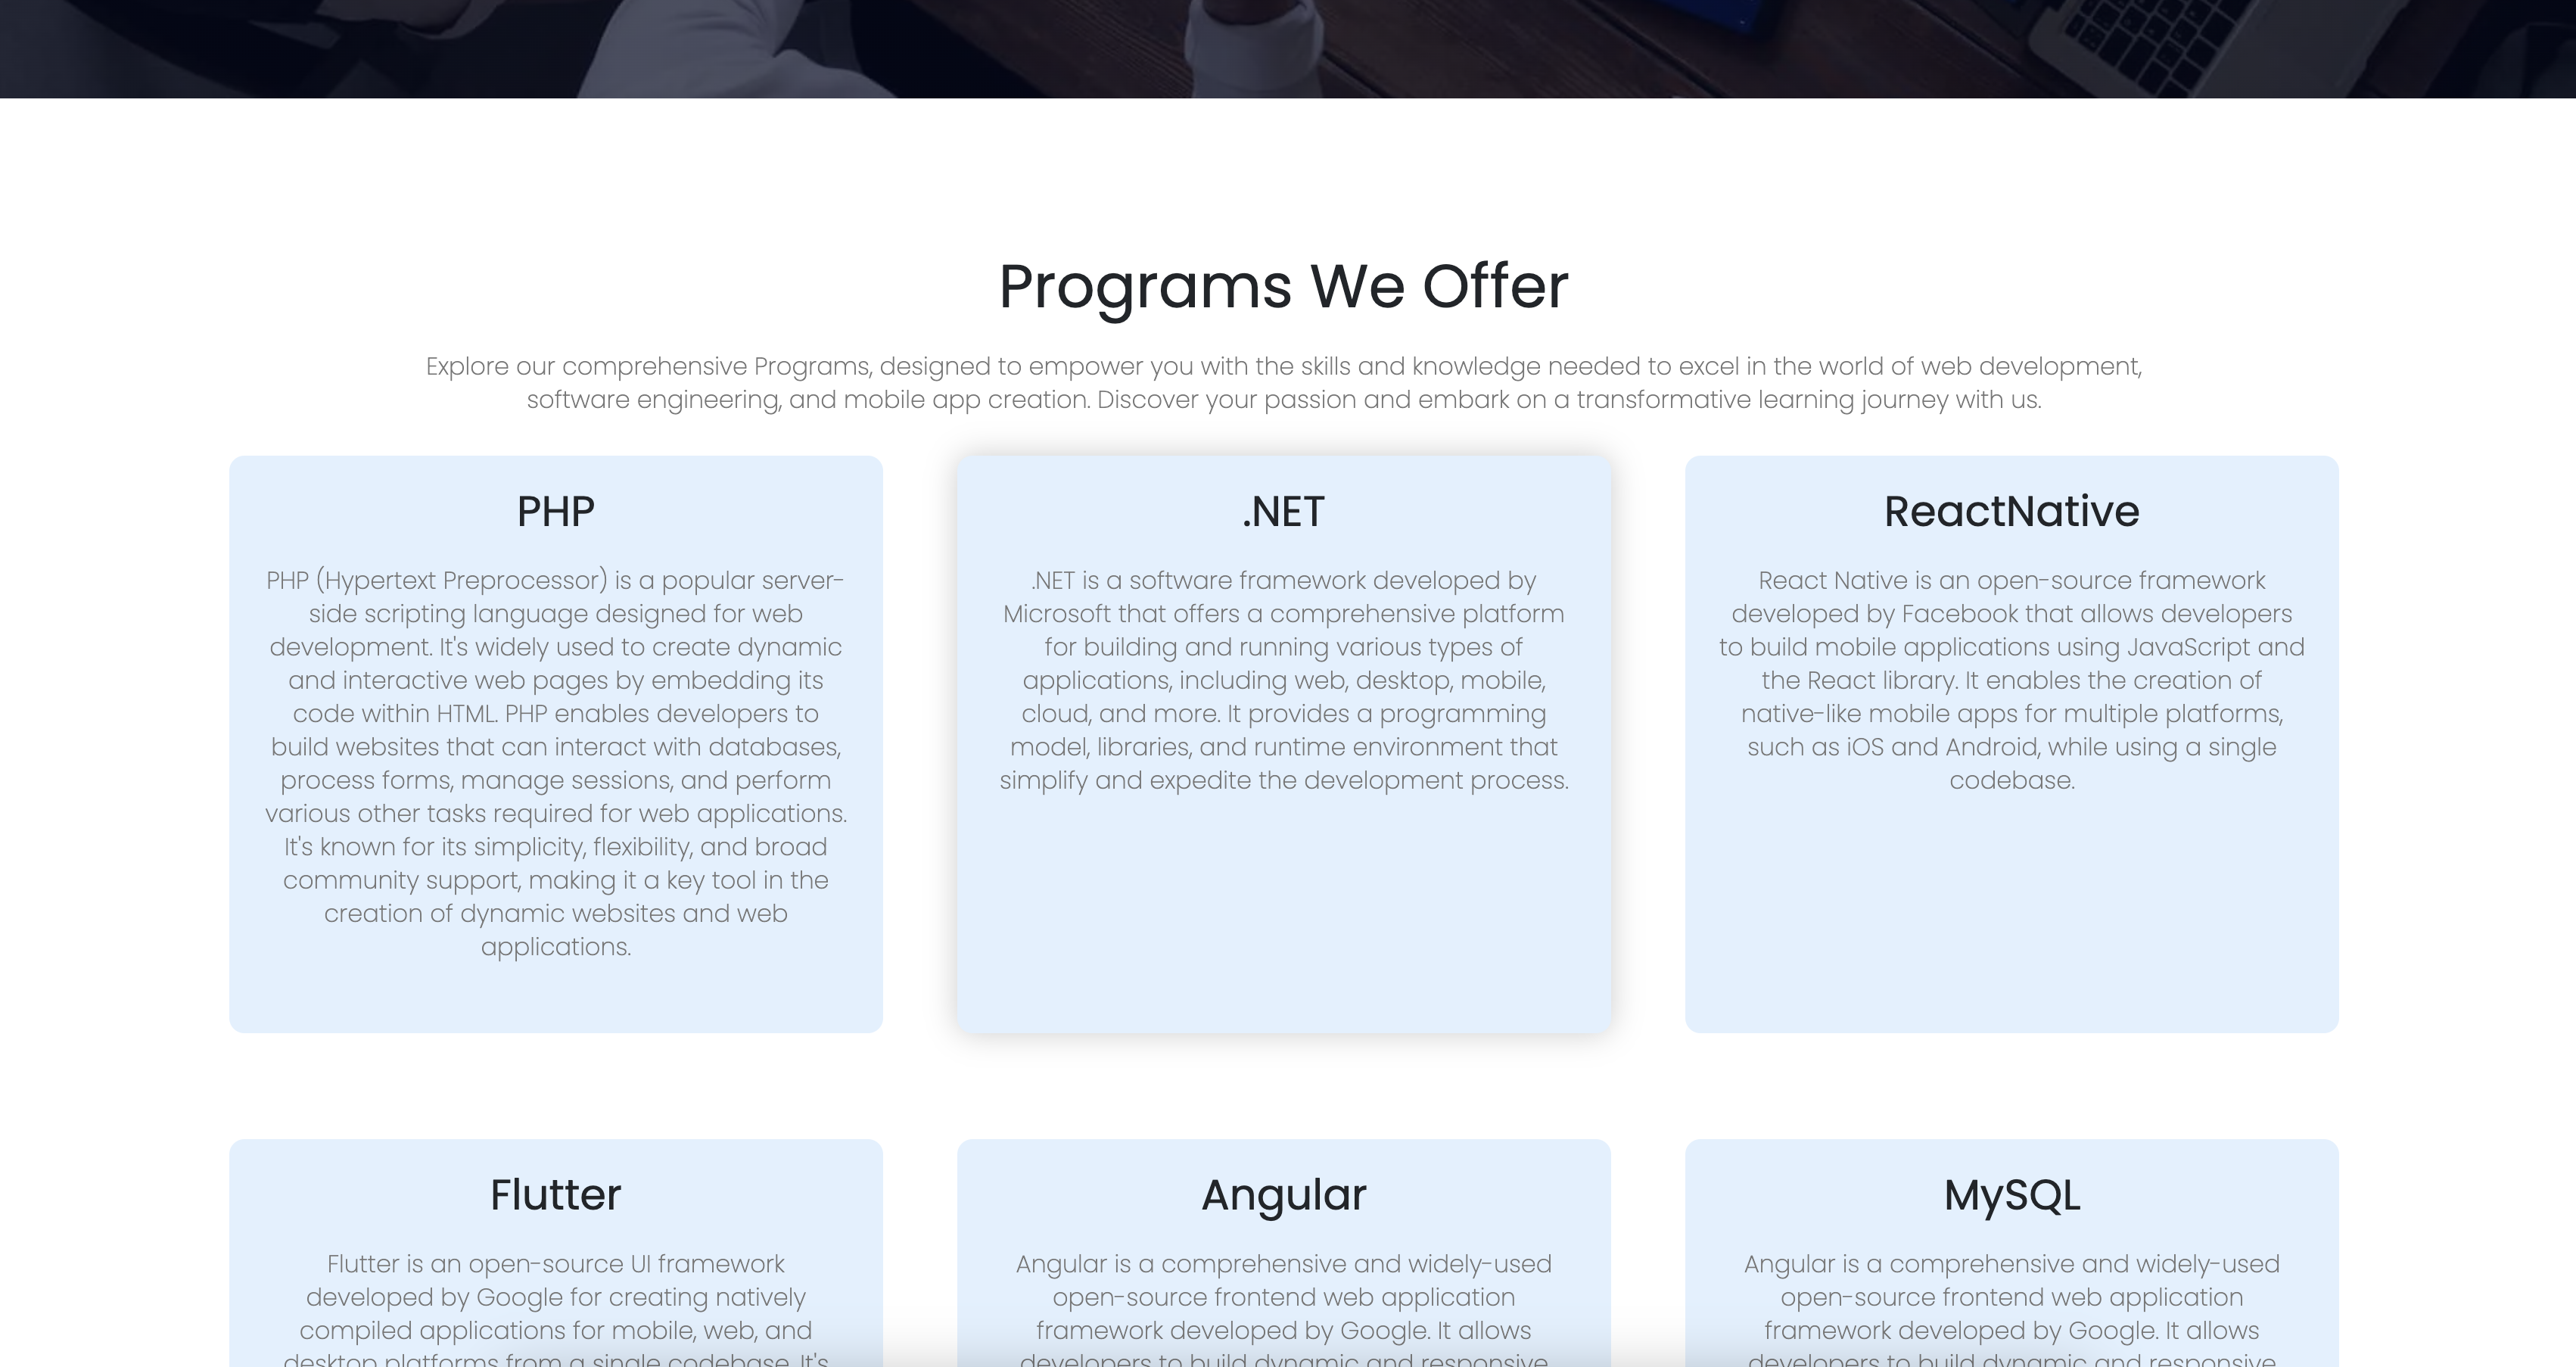 Programs We Offer
Explore our comprehensive Programs, designed to empower you with the skills and knowledge needed to excel in the world of web development,
software engineering, and mobile app creation. Discover your passion and embark on a transformative learning journey with us.
PHP
PHP (Hypertext Preprocessor) is a popular server-
side scripting language designed for web
development. It's widely used to create dynamic
and interactive web pages by embedding its
code within HTML. PHP enables developers to
build websites that can interact with databases,
process forms, manage sessions, and perform
various other tasks required for web applications.
It's known for its simplicity, flexibility, and broad
community support, making it a key tool in the
creation of dynamic websites and web
applications.
.NET
.NET is a software framework developed by
Microsoft that offers a comprehensive platform
for building and running various types of
applications, including web, desktop, mobile,
cloud, and more. It provides a programming
model, libraries, and runtime environment that
simplify and expedite the development process.
ReactNative
React Native is an open-source framework
developed by Facebook that allows developers
to build mobile applications using JavaScript and
the React library. It enables the creation of
native-like mobile apps for multiple platforms,
such as iOS and Android, while using a single
codebase.
Flutter
Flutter is an open-source UI framework
developed by Google for creating natively
compiled applications for mobile, web, and
desktop platforms from a single codebase. It's
Angular
Angular is a comprehensive and widely-used
open-source frontend web application
framework developed by Google. It allows
developers to build dynamic and responsive
MySQL
Angular is a comprehensive and widely-used
open-source frontend web application
framework developed by Google. It allows
developers to build dynamic and responsive